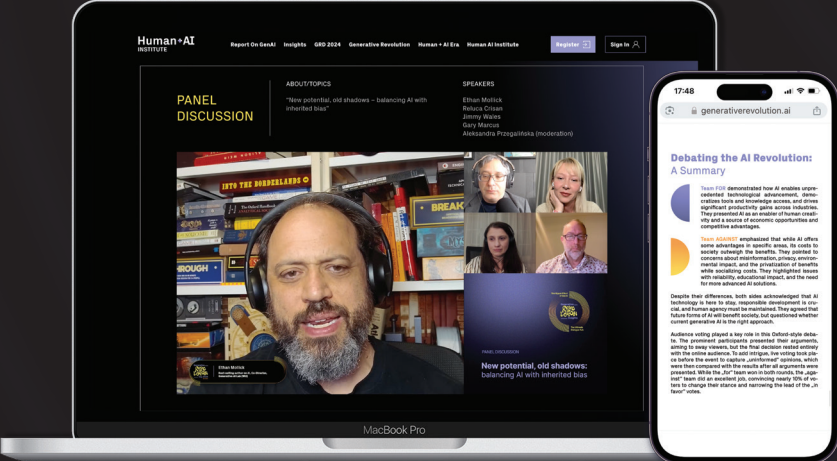 Human+AI
INSTITUTE
Report On GenAI Insights GRD 2024 Generative Revolution Human + AI Era Human AI Institute
Register
Sign In
PANEL
DISCUSSION
ABOUT/TOPICS
"New potential, old shadows – balancing AI with
inherited bias"
SPEAKERS
Ethan Mollick
Reluca Crisan
Jimmy Wales
Gary Marcus
Aleksandra Przegalińska (moderation)
INTO THE BORDERLANDS
The Oxford Handbook
BREAK
HROUGH
Ethan Mollick
PANEL DISCUSSION
New potential, old shadows:
balancing AI with inherited bias
MacBook Pro
17:48
generativerevolution.ai
Debating the AI Revolution:
A Summary
Team FOR demonstrated how AI enables unpre-
cedented technological advancement, demo-
cratizes tools and knowledge access, and drives
significant productivity gains across industries.
They presented AI as an enabler of human creati-
vity and a source of economic opportunities and
competitive advantages.
Team AGAINST emphasized that while AI offers
some advantages in specific areas, its costs to
society outweigh the benefits. They pointed to
concerns about misinformation, privacy, environ-
mental impact, and the privatization of benefits
while socializing costs. They highlighted issues
with reliability, educational impact, and the need
for more advanced AI solutions.
Despite their differences, both sides acknowledged that AI
technology is here to stay, responsible development is cru-
cial, and human agency must be maintained. They agreed that
future forms of AI will benefit society, but questioned whether
current generative AI is the right approach.
Audience voting played a key role in this Oxford-style deba-
te. The prominent participants presented their arguments,
aiming to sway viewers, but the final decision rested entirely
with the online audience. To add intrigue, live voting took pla-
ce before the event to capture „uninformed" opinions, which
were then compared with the results after all arguments were
presented. While the „for" team won in both rounds, the „aga-
inst" team did an excellent job, convincing nearly 10% of vo-
ters to change their stance and narrowing the lead of the „in
favor" votes.